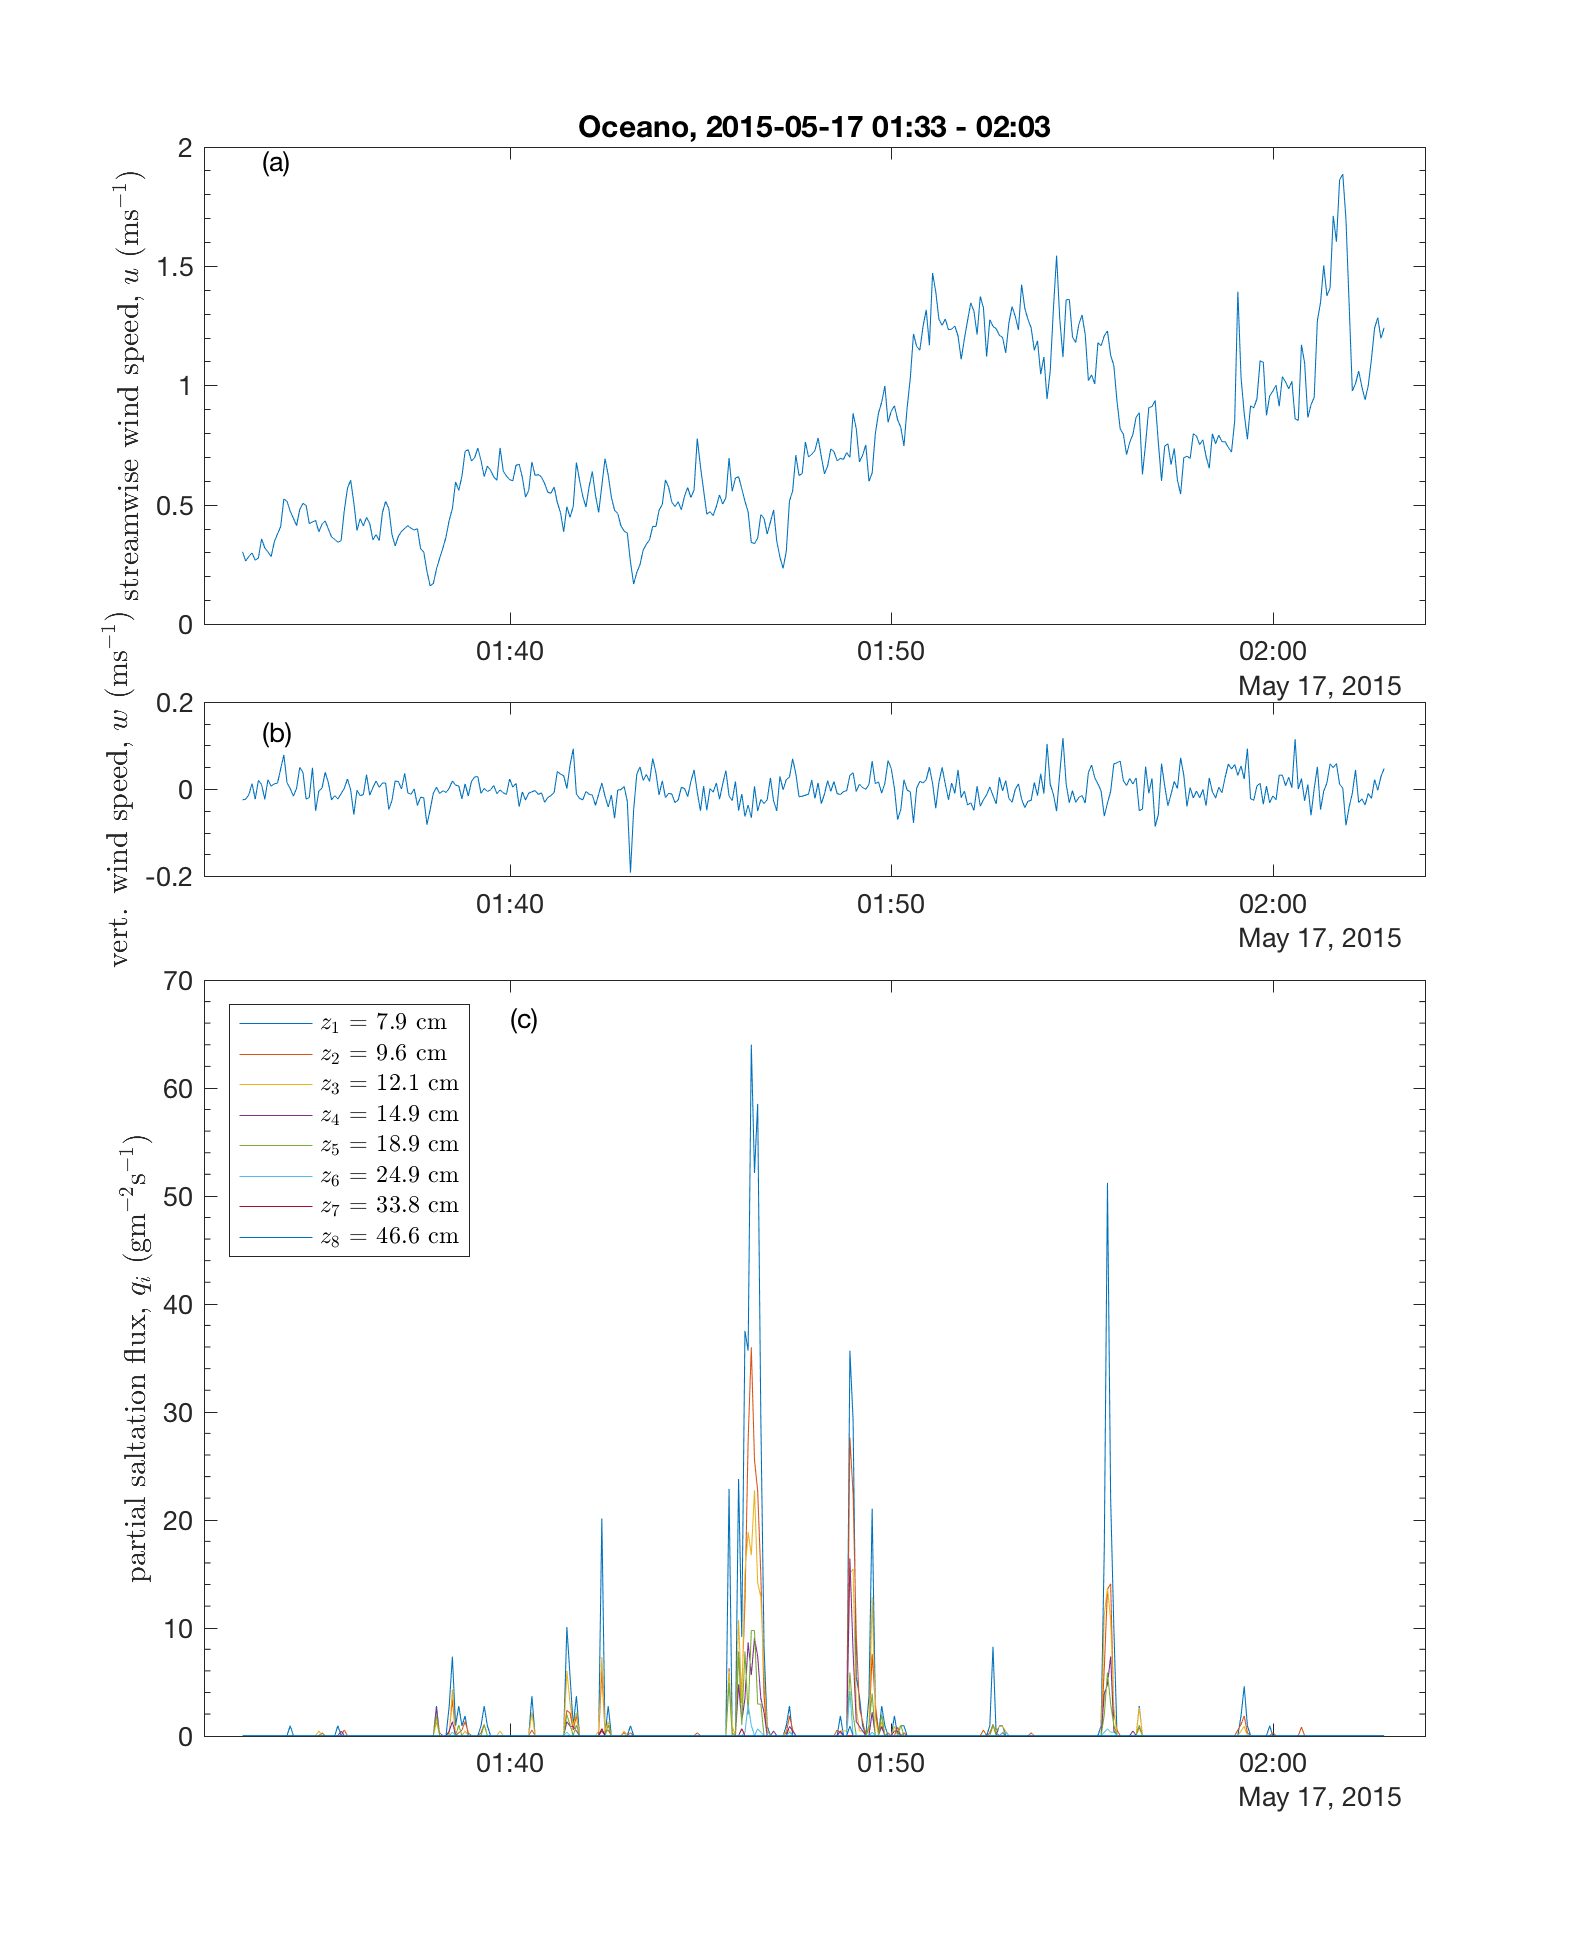 Oceano, 2015-05-17 01:33 - 02:03
(a)
streamwise wind speed, u (ms⁻¹)
2
1.5
1
0.5
0
01:40 01:50 02:00
May 17, 2015
(b)
vert. wind speed, w (ms⁻¹)
0.2
0
-0.2
01:40 01:50 02:00
May 17, 2015
(c)
partial saltation flux, qᵢ (gm⁻²s⁻¹)
70
60
50
40
30
20
10
0
z₁ = 7.9 cm
z₂ = 9.6 cm
z₃ = 12.1 cm
z₄ = 14.9 cm
z₅ = 18.9 cm
z₆ = 24.9 cm
z₇ = 33.8 cm
z₈ = 46.6 cm
01:40 01:50 02:00
May 17, 2015